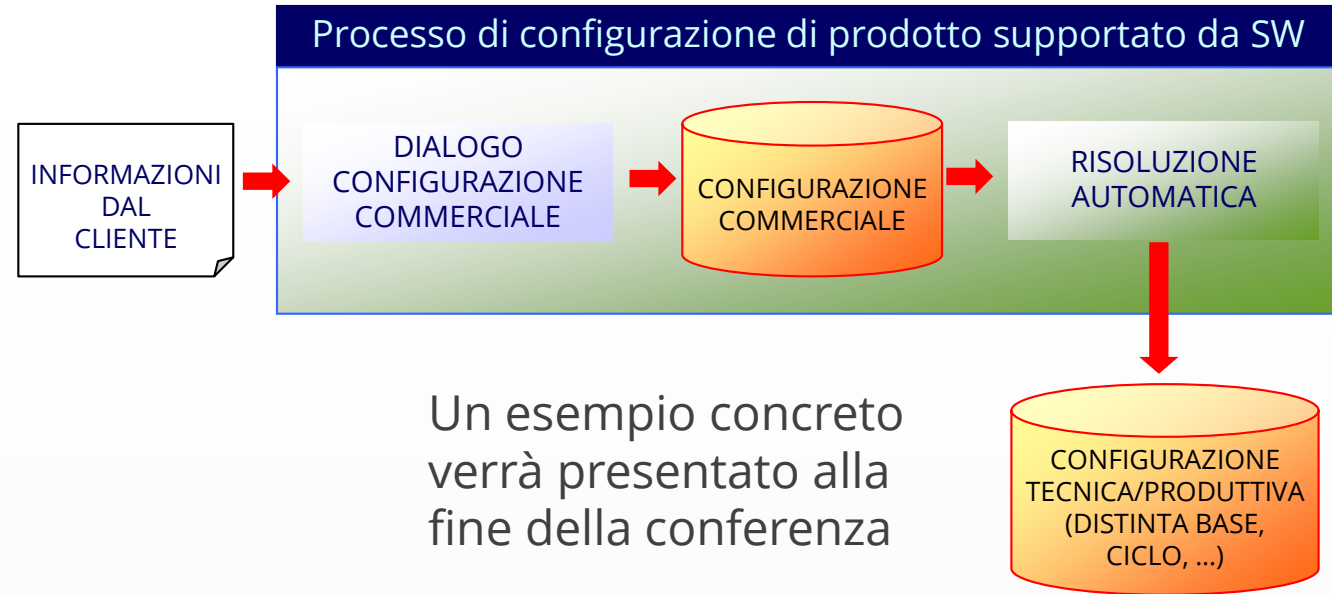 Processo di configurazione di prodotto supportato da SW
INFORMAZIONI
DAL
CLIENTE
DIALOGO
CONFIGURAZIONE
COMMERCIALE
CONFIGURAZIONE
COMMERCIALE
RISOLUZIONE
AUTOMATICA
Un esempio concreto
verrà presentato alla
fine della conferenza
CONFIGURAZIONE
TECNICA/PRODUTTIVA
(DISTINTA BASE,
CICLO, ...)